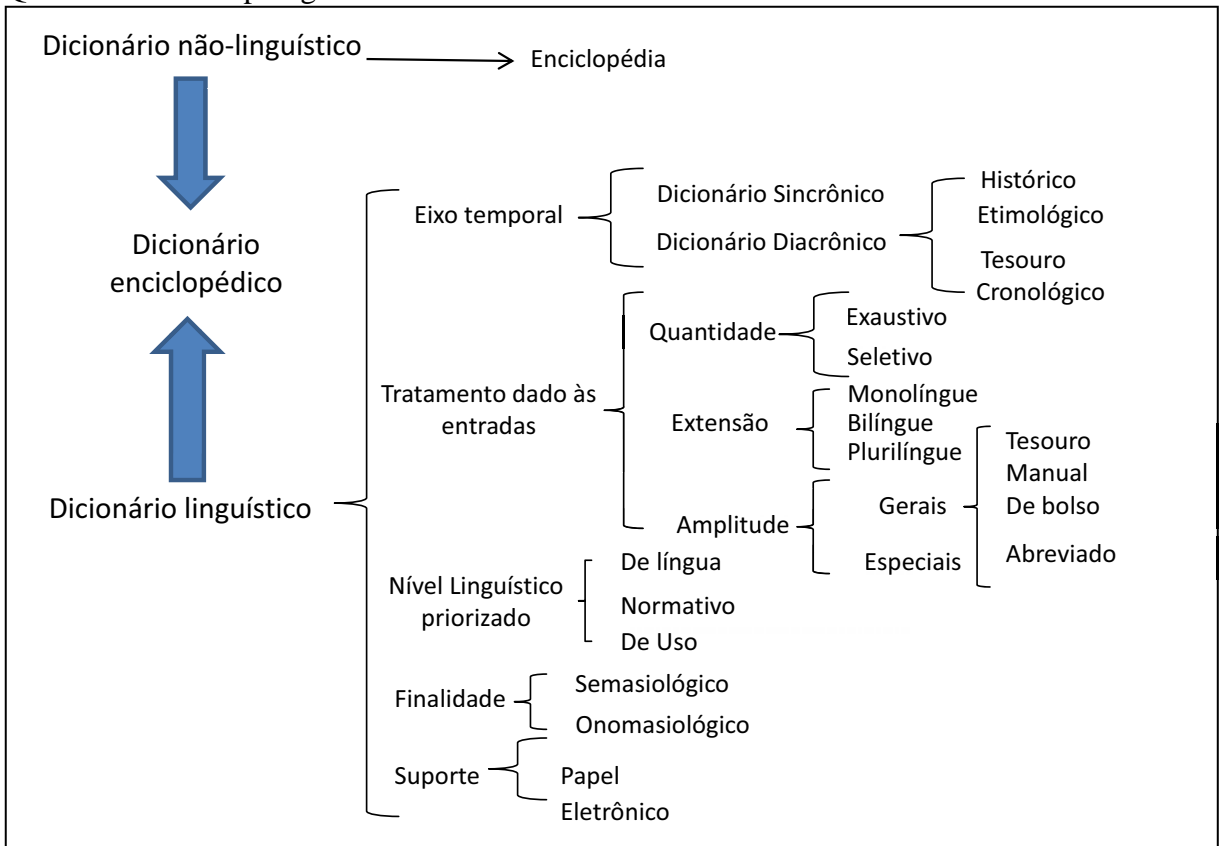 Dicionário não-linguístico
Enciclopédia
Dicionário
enciclopédico
Dicionário linguístico
Eixo temporal
Dicionário Sincrônico
Dicionário Diacrônico
Histórico
Etimológico
Tesouro
Cronológico
Tratamento dado às
entradas
Quantidade
Exaustivo
Seletivo
Extensão
Monolíngue
Bilíngue
Plurilíngue
Amplitude
Gerais
Tesouro
Manual
De bolso
Abreviado
Especiais
Nível Linguístico
priorizado
De língua
Normativo
De Uso
Finalidade
Semasiológico
Onomasiológico
Suporte
Papel
Eletrônico